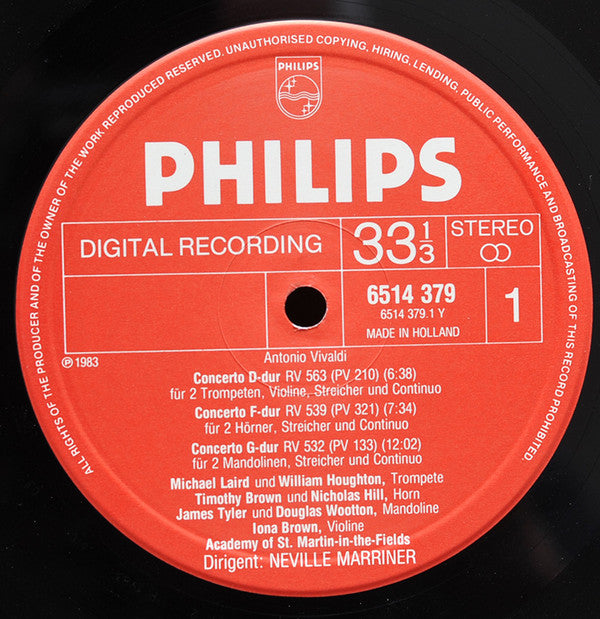 ALL RIGHTS OF THE PRODUCER AND OF THE OWNER OF THE WORK REPRODUCED RESERVED. UNAUTHORISED COPYING, HIRING, LENDING, PUBLIC PERFORMANCE AND BROADCASTING OF THIS RECORD PROHIBITED.
PHILIPS
PHILIPS
DIGITAL RECORDING
33 1/3
STEREO
6514 379
6514 379.1 Y
MADE IN HOLLAND
1
℗ 1983
Antonio Vivaldi
Concerto D-dur RV 563 (PV 210) (6:38)
für 2 Trompeten, Violine, Streicher und Continuo
Concerto F-dur RV 539 (PV 321) (7:34)
für 2 Hörner, Streicher und Continuo
Concerto G-dur RV 532 (PV 133) (12:02)
für 2 Mandolinen, Streicher und Continuo
Michael Laird und William Houghton, Trompete
Timothy Brown und Nicholas Hill, Horn
James Tyler und Douglas Wootton, Mandoline
Iona Brown, Violine
Academy of St. Martin-in-the-Fields
Dirigent: NEVILLE MARRINER